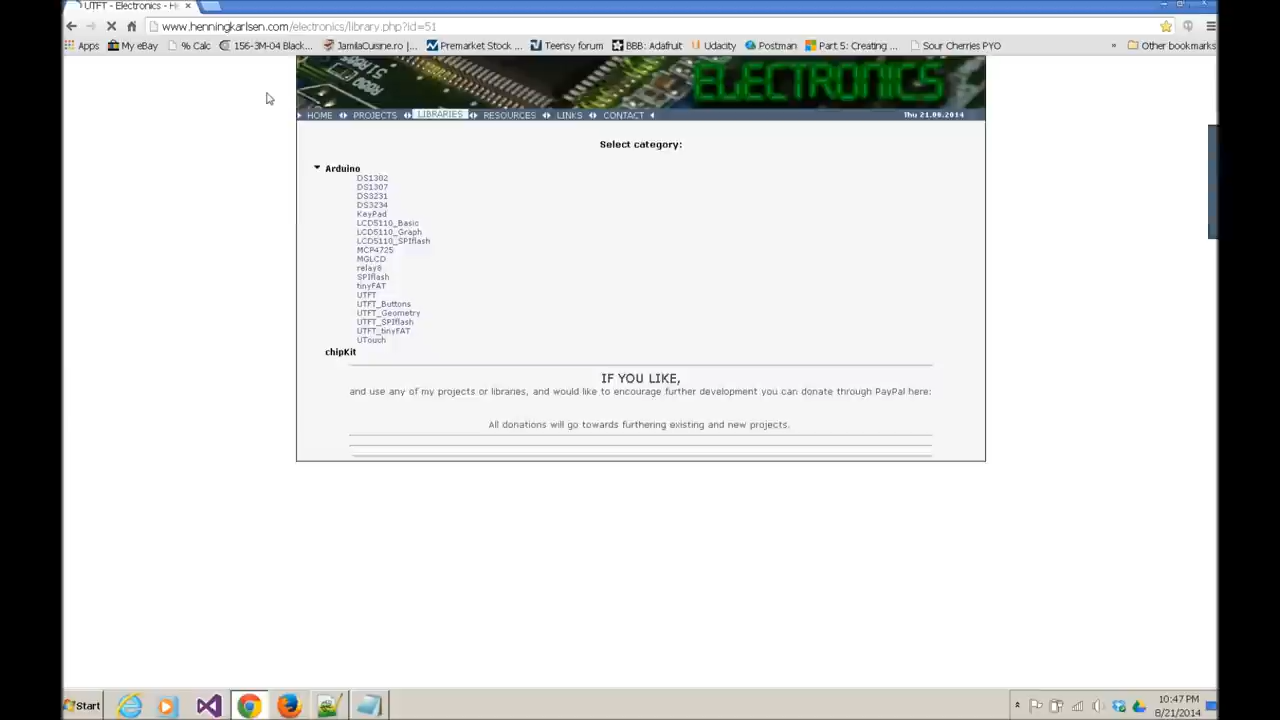 UTFT - Electronics - H
www.henningkarlsen.com/electronics/library.php?id=51
Apps My eBay % Calc 156-3M-04 Black... JamilaCuisine.ro |... Premarket Stock ... Teensy forum BBB: Adafruit Udacity Postman Part 5: Creating ... Sour Cherries PYO » Other bookmarks
ELECTRONICS
HOME PROJECTS LIBRARIES RESOURCES LINKS CONTACT Thu 21.08.2014
Select category:
Arduino
DS1302
DS1307
DS3231
DS3234
KeyPad
LCD5110_Basic
LCD5110_Graph
LCD5110_SPIflash
MCP4725
MGLCD
relay8
SPIflash
tinyFAT
UTFT
UTFT_Buttons
UTFT_Geometry
UTFT_SPIflash
UTFT_tinyFAT
UTouch
chipKit
IF YOU LIKE,
and use any of my projects or libraries, and would like to encourage further development you can donate through PayPal here:
All donations will go towards furthering existing and new projects.
Start
10:47 PM
8/21/2014